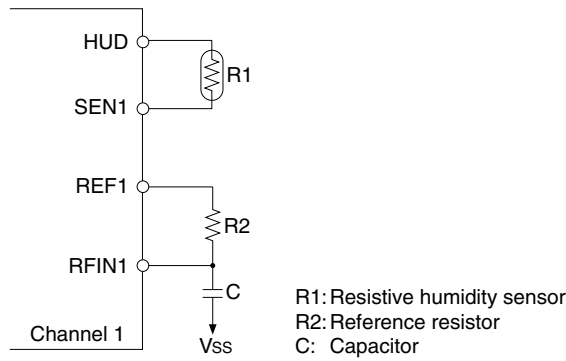 HUD
R1
SEN1
REF1
R2
RFIN1
C
Channel 1
VSS
R1: Resistive humidity sensor
R2: Reference resistor
C: Capacitor